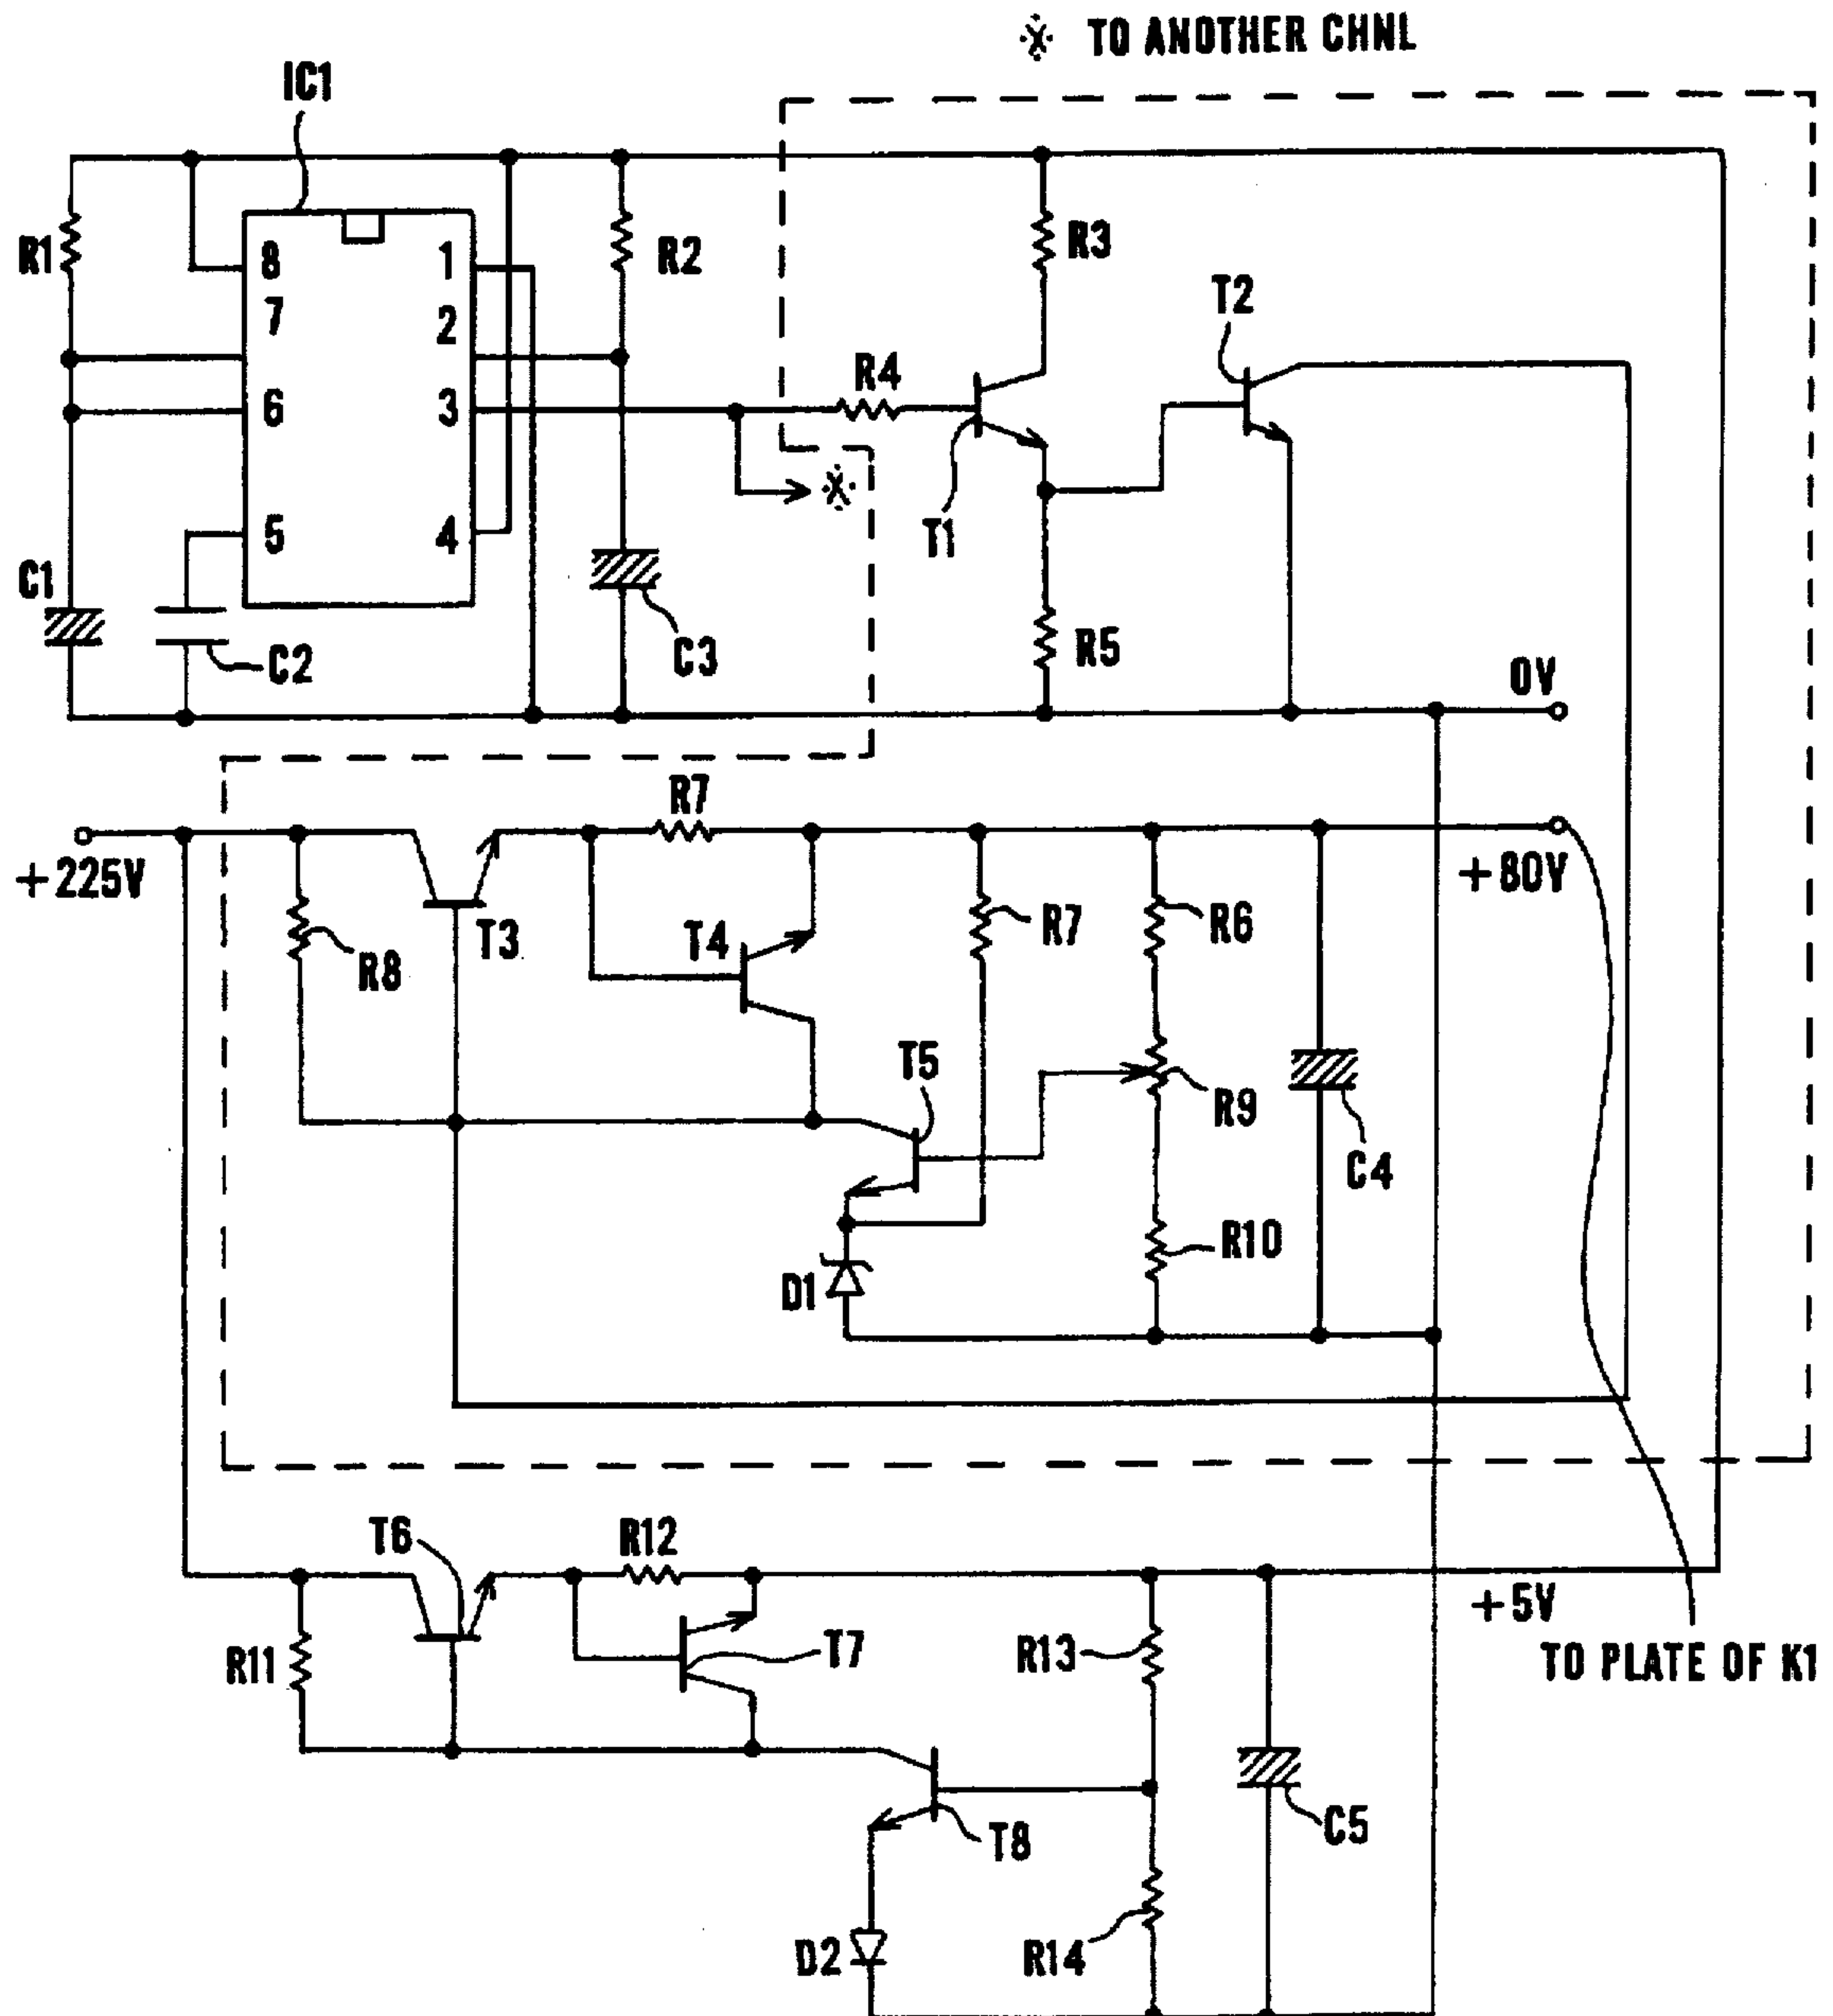 ※ TO ANOTHER CHNL
IC1
R1
8
7
6
5
1
2
3
4
R2
R3
T2
R4
※
T1
C1
C2
C3
R5
0V
R7
+225V
+80V
R8
T3
T4
R7
R6
T5
R9
C4
R10
D1
T6
R12
+5V
R11
T7
R13
TO PLATE OF K1
T8
C5
D2
R14